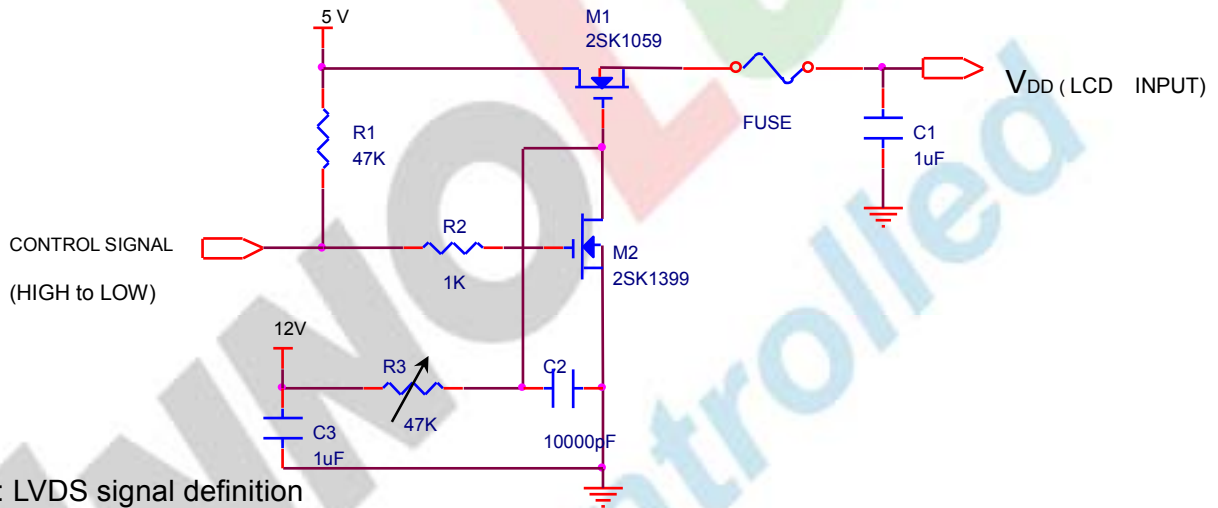 5 V
M1
2SK1059
FUSE
VDD ( LCD INPUT)
R1
47K
C1
1uF
CONTROL SIGNAL
(HIGH to LOW)
R2
1K
M2
2SK1399
12V
R3
47K
C2
10000pF
C3
1uF
: LVDS signal definition
ntrolled